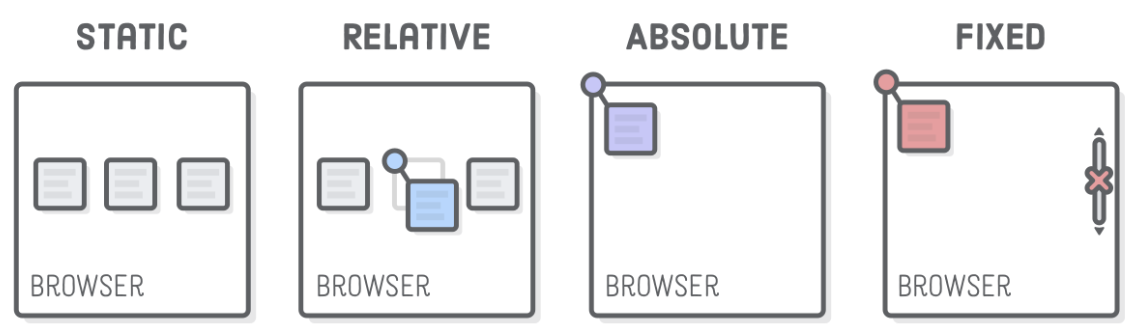 STATIC
RELATIVE
ABSOLUTE
FIXED
BROWSER
BROWSER
BROWSER
BROWSER